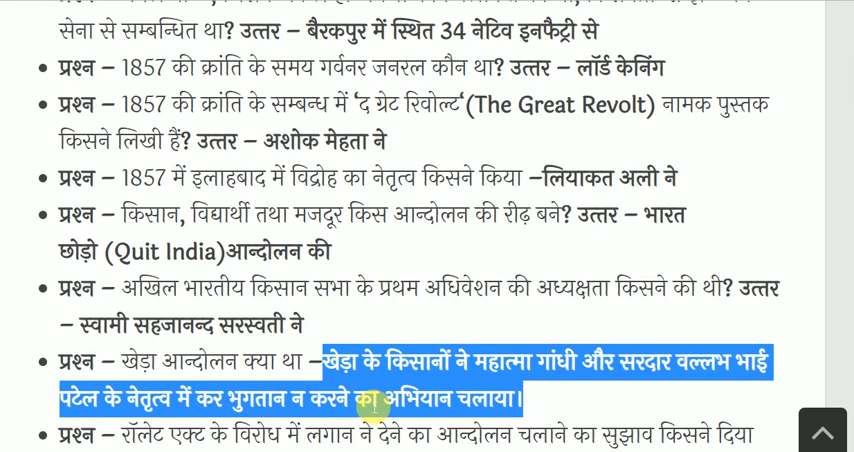 सेना से सम्बन्धित था? उत्तर – बैरकपुर में स्थित 34 नेटिव इनफैट्री से
प्रश्न – 1857 की क्रांति के समय गर्वनर जनरल कौन था? उत्तर – लॉर्ड केनिंग
प्रश्न – 1857 की क्रांति के सम्बन्ध में ‘द ग्रेट रिवोल्ट‘(The Great Revolt) नामक पुस्तक
किसने लिखी हैं? उत्तर – अशोक मेहता ने
प्रश्न – 1857 में इलाहबाद में विद्रोह का नेतृत्व किसने किया –लियाकत अली ने
प्रश्न – किसान, विद्यार्थी तथा मजदूर किस आन्दोलन की रीढ़ बने? उत्तर – भारत
छोड़ो (Quit India)आन्दोलन की
प्रश्न – अखिल भारतीय किसान सभा के प्रथम अधिवेशन की अध्यक्षता किसने की थी? उत्तर
– स्वामी सहजानन्द सरस्वती ने
प्रश्न – खेड़ा आन्दोलन क्या था –खेड़ा के किसानों ने महात्मा गांधी और सरदार वल्लभ भाई
पटेल के नेतृत्व में कर भुगतान न करने का अभियान चलाया।
प्रश्न – रॉलेट एक्ट के विरोध में लगान ने देने का आन्दोलन चलाने का सुझाव किसने दिया